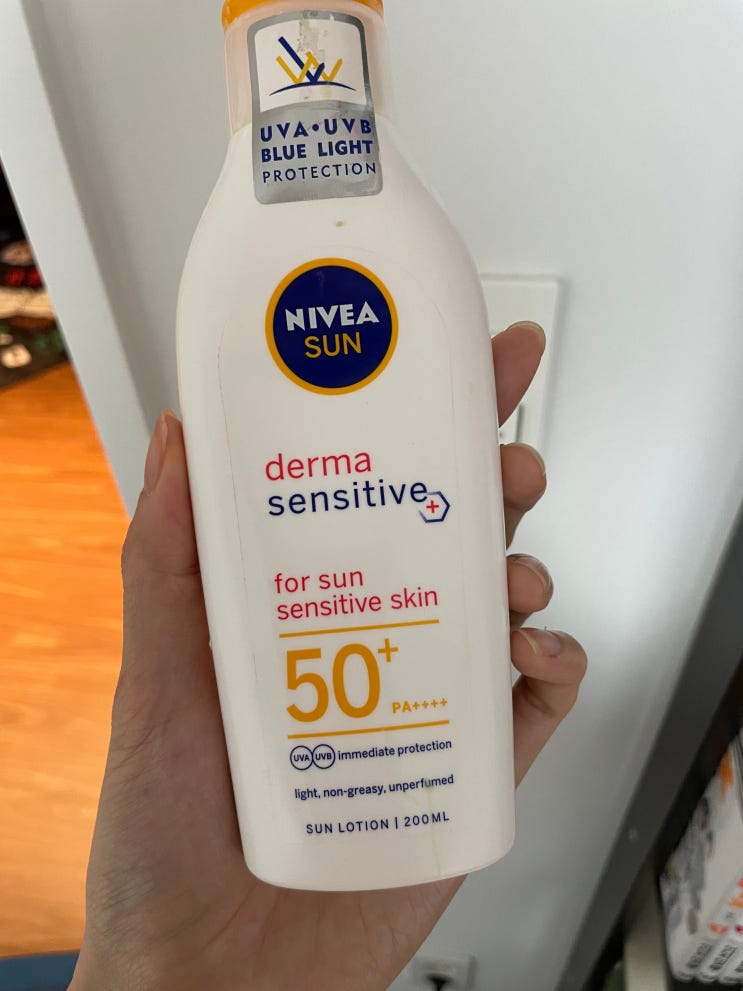 UVA•UVB
BLUE LIGHT
PROTECTION
NIVEA
SUN
derma
sensitive+
for sun
sensitive skin
50+
PA++++
UVA UVB immediate protection
light, non-greasy, unperfumed
SUN LOTION | 200ML